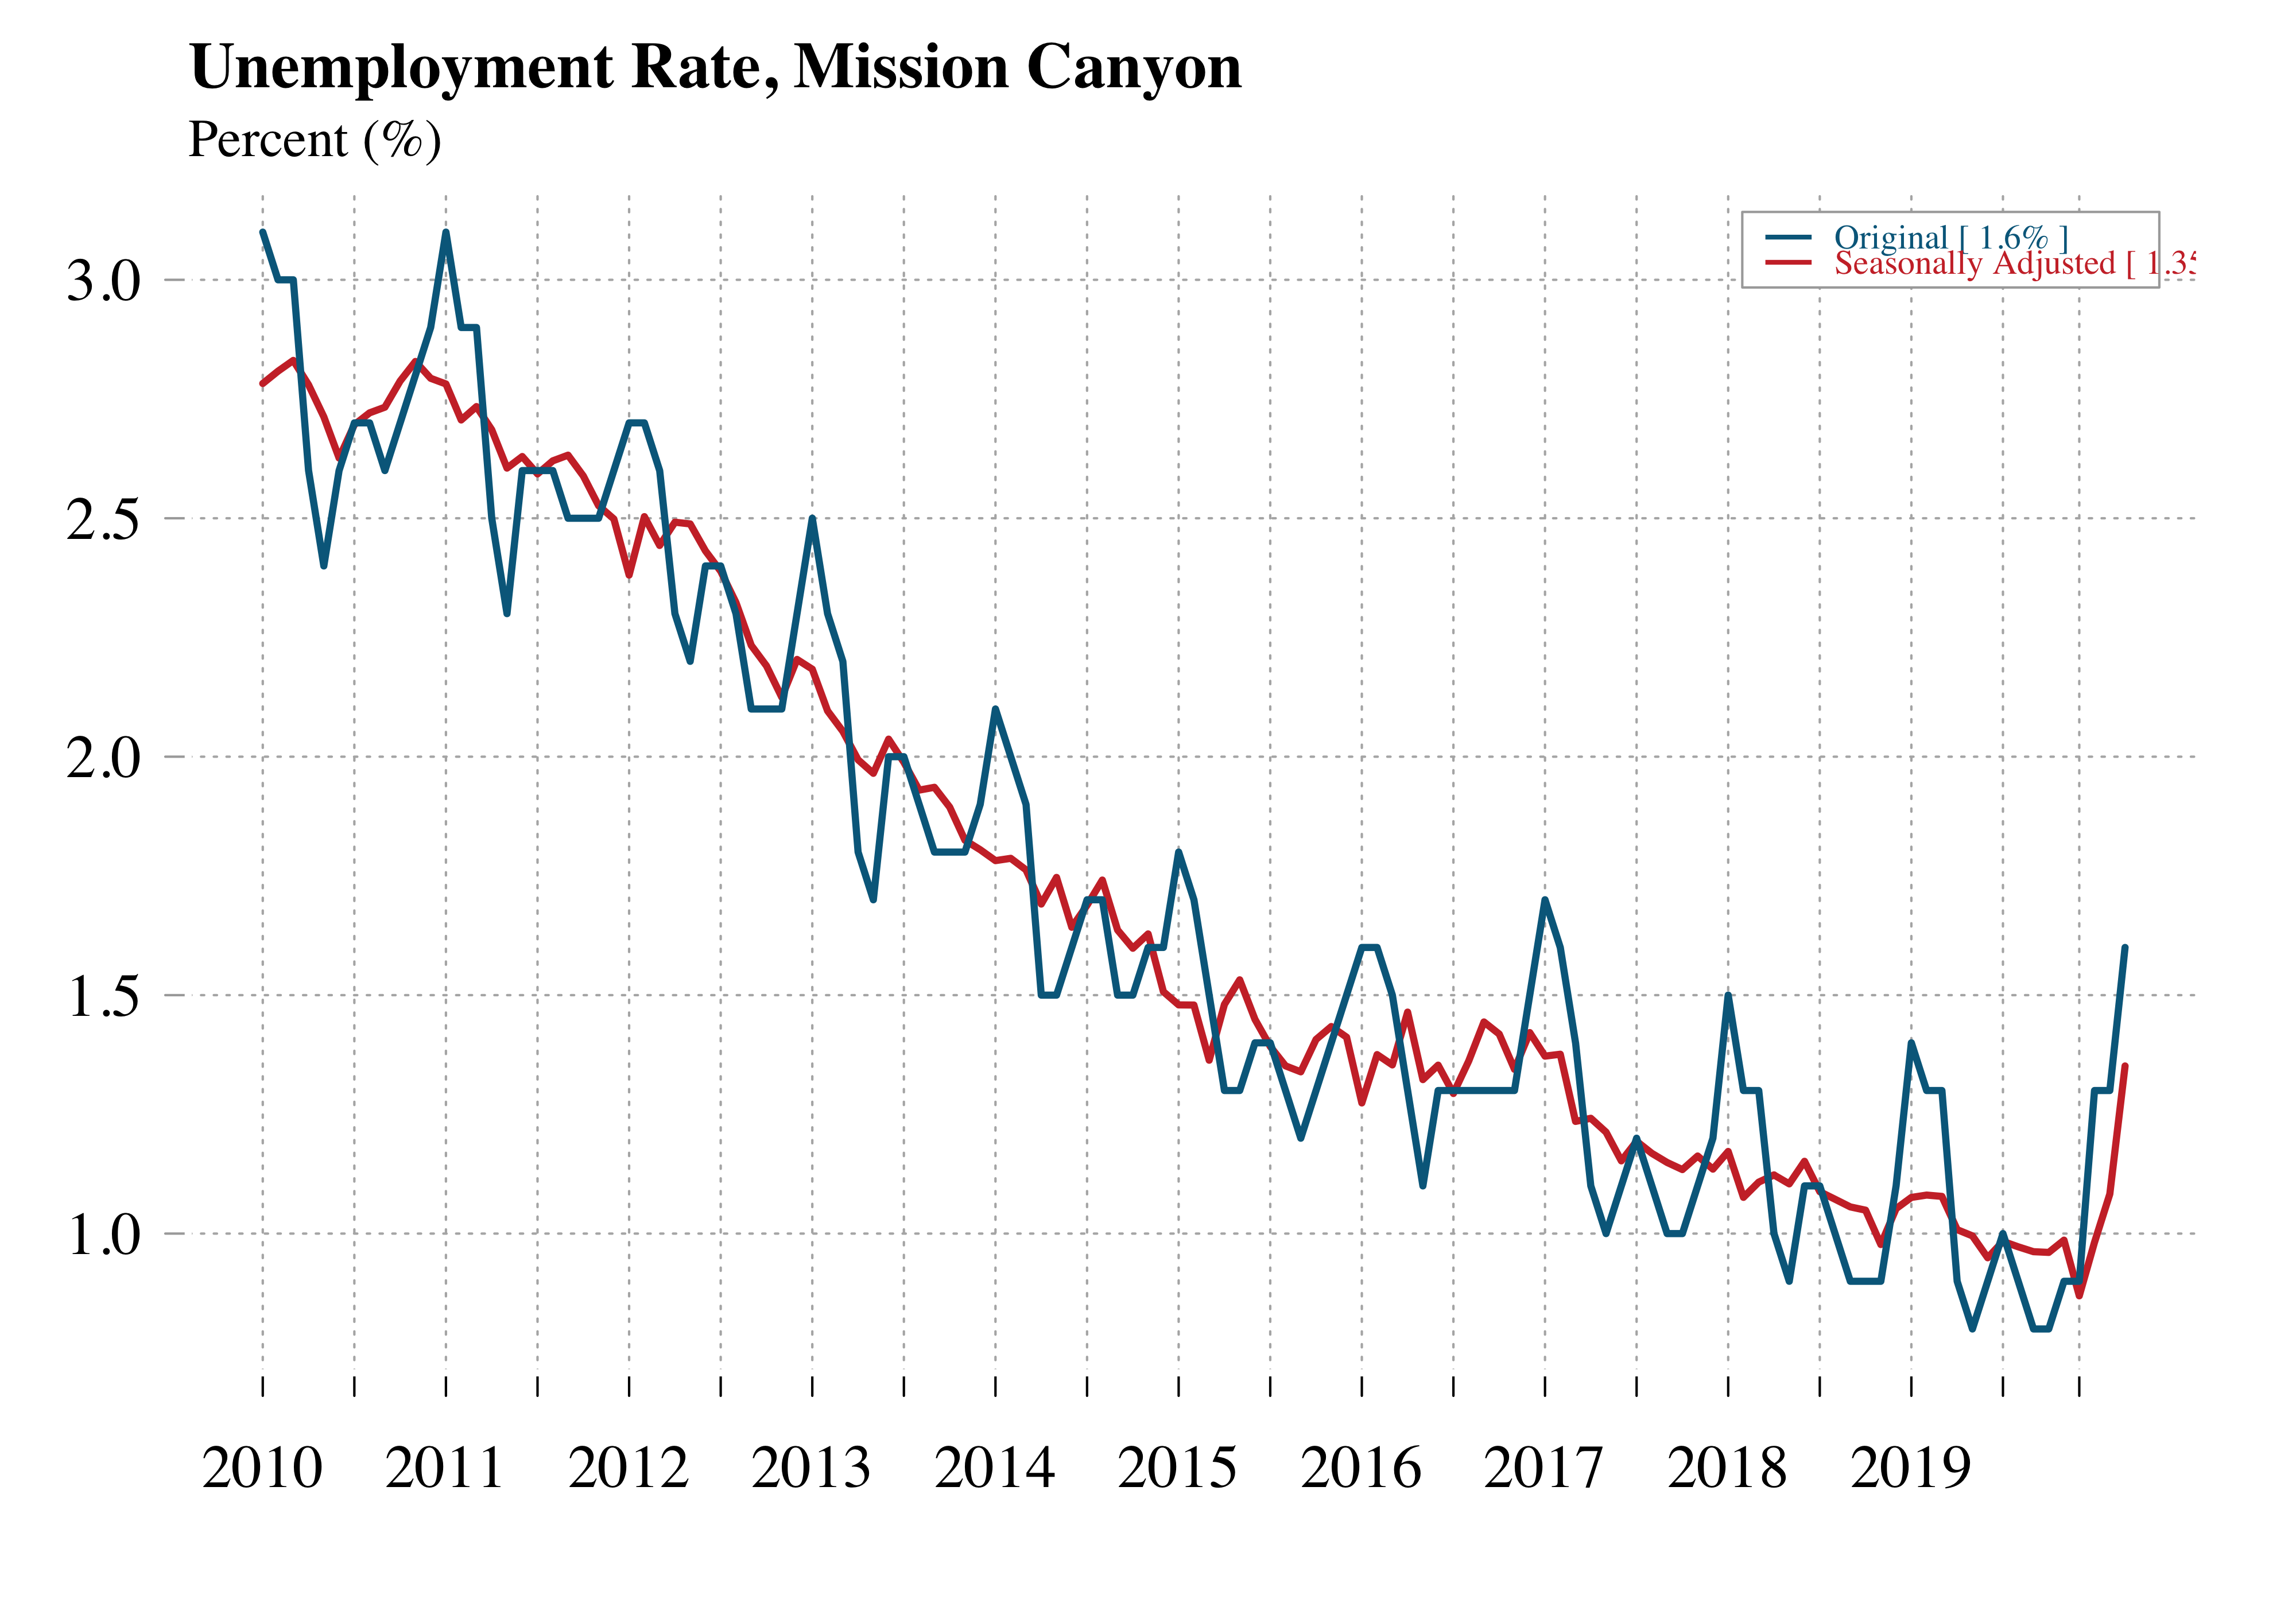 Unemployment Rate, Mission Canyon
Percent (%)
Original [ 1.6% ]
Seasonally Adjusted [ 1.35
3.0
2.5
2.0
1.5
1.0
2010 2011 2012 2013 2014 2015 2016 2017 2018 2019